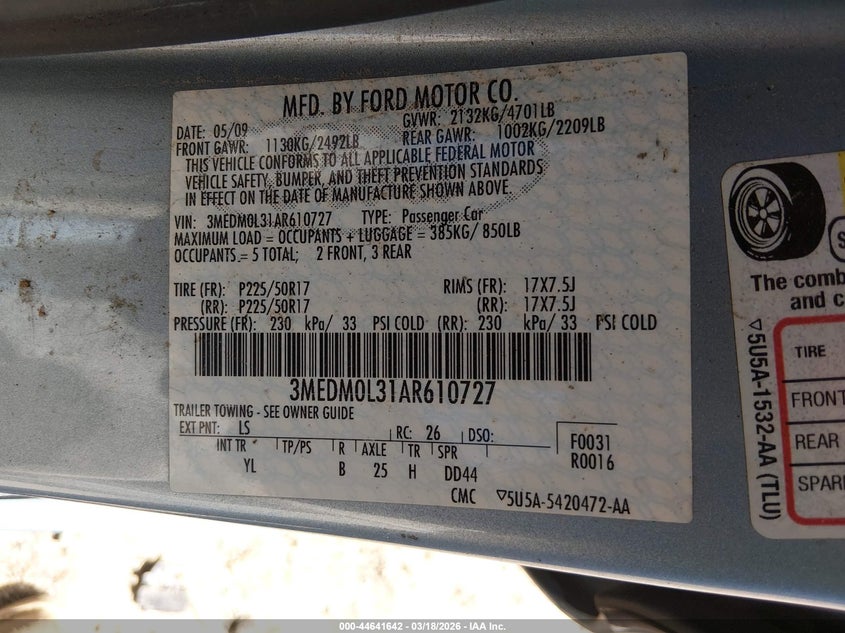 MFD. BY FORD MOTOR CO.
DATE: 05/09 GVWR: 2132KG/4701LB
FRONT GAWR: 1130KG/2492LB REAR GAWR: 1002KG/2209LB
THIS VEHICLE CONFORMS TO ALL APPLICABLE FEDERAL MOTOR
VEHICLE SAFETY, BUMPER, AND THEFT PREVENTION STANDARDS
IN EFFECT ON THE DATE OF MANUFACTURE SHOWN ABOVE.
VIN: 3MEDM0L31AR610727 TYPE: Passenger Car
MAXIMUM LOAD = OCCUPANTS + LUGGAGE = 385KG/ 850LB
OCCUPANTS = 5 TOTAL; 2 FRONT, 3 REAR
TIRE (FR): P225/50R17 RIMS (FR): 17X7.5J
(RR): P225/50R17 (RR): 17X7.5J
PRESSURE (FR): 230 kPa/ 33 PSI COLD (RR): 230 kPa/ 33 PSI COLD
3MEDM0L31AR610727
TRAILER TOWING - SEE OWNER GUIDE
EXT PNT: LS RC: 26 DSO: F0031
INT TR TP/PS R AXLE TR SPR R0016
YL B 25 H DD44
CMC ▽5U5A-5420472-AA
The comb
and c
TIRE
FRONT
REAR
SPAR
▽5U5A-1532-AA (TLU)
000-44641642 | 03/18/2026 - IAA Inc.